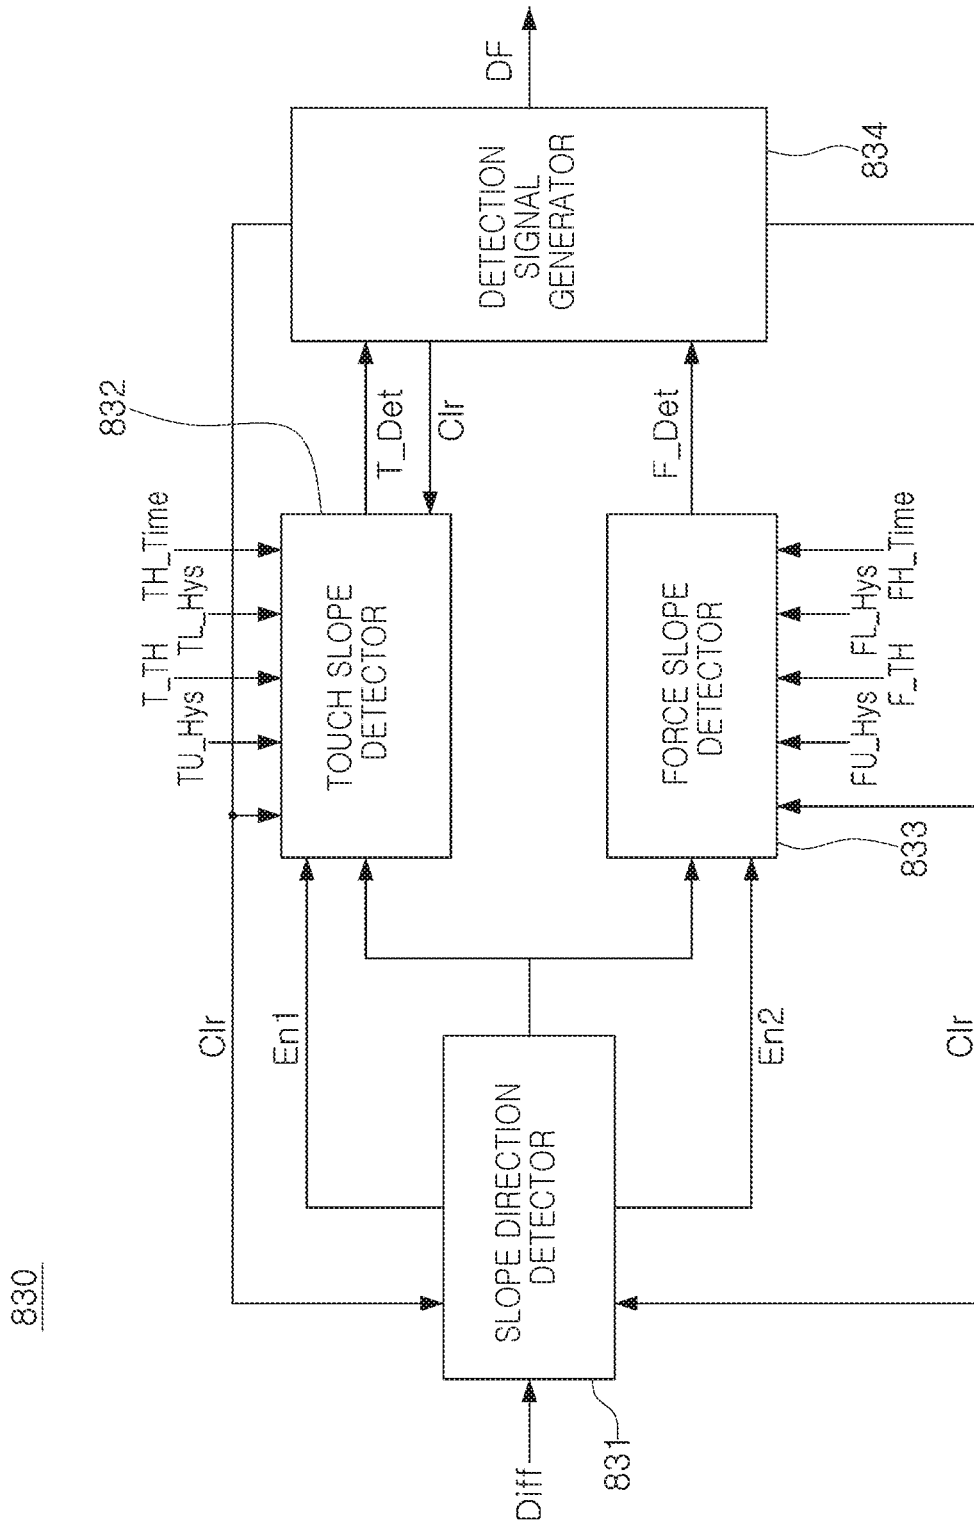 830
Diff
831
SLOPE DIRECTION
DETECTOR
Clr
En1
En2
Clr
TU_Hys
T_TH
TL_Hys
TH_Time
832
TOUCH SLOPE
DETECTOR
T_Det
Clr
FORCE SLOPE
DETECTOR
833
FU_Hys
F_TH
FL_Hys
FH_Time
F_Det
DETECTION
SIGNAL
GENERATOR
834
DF